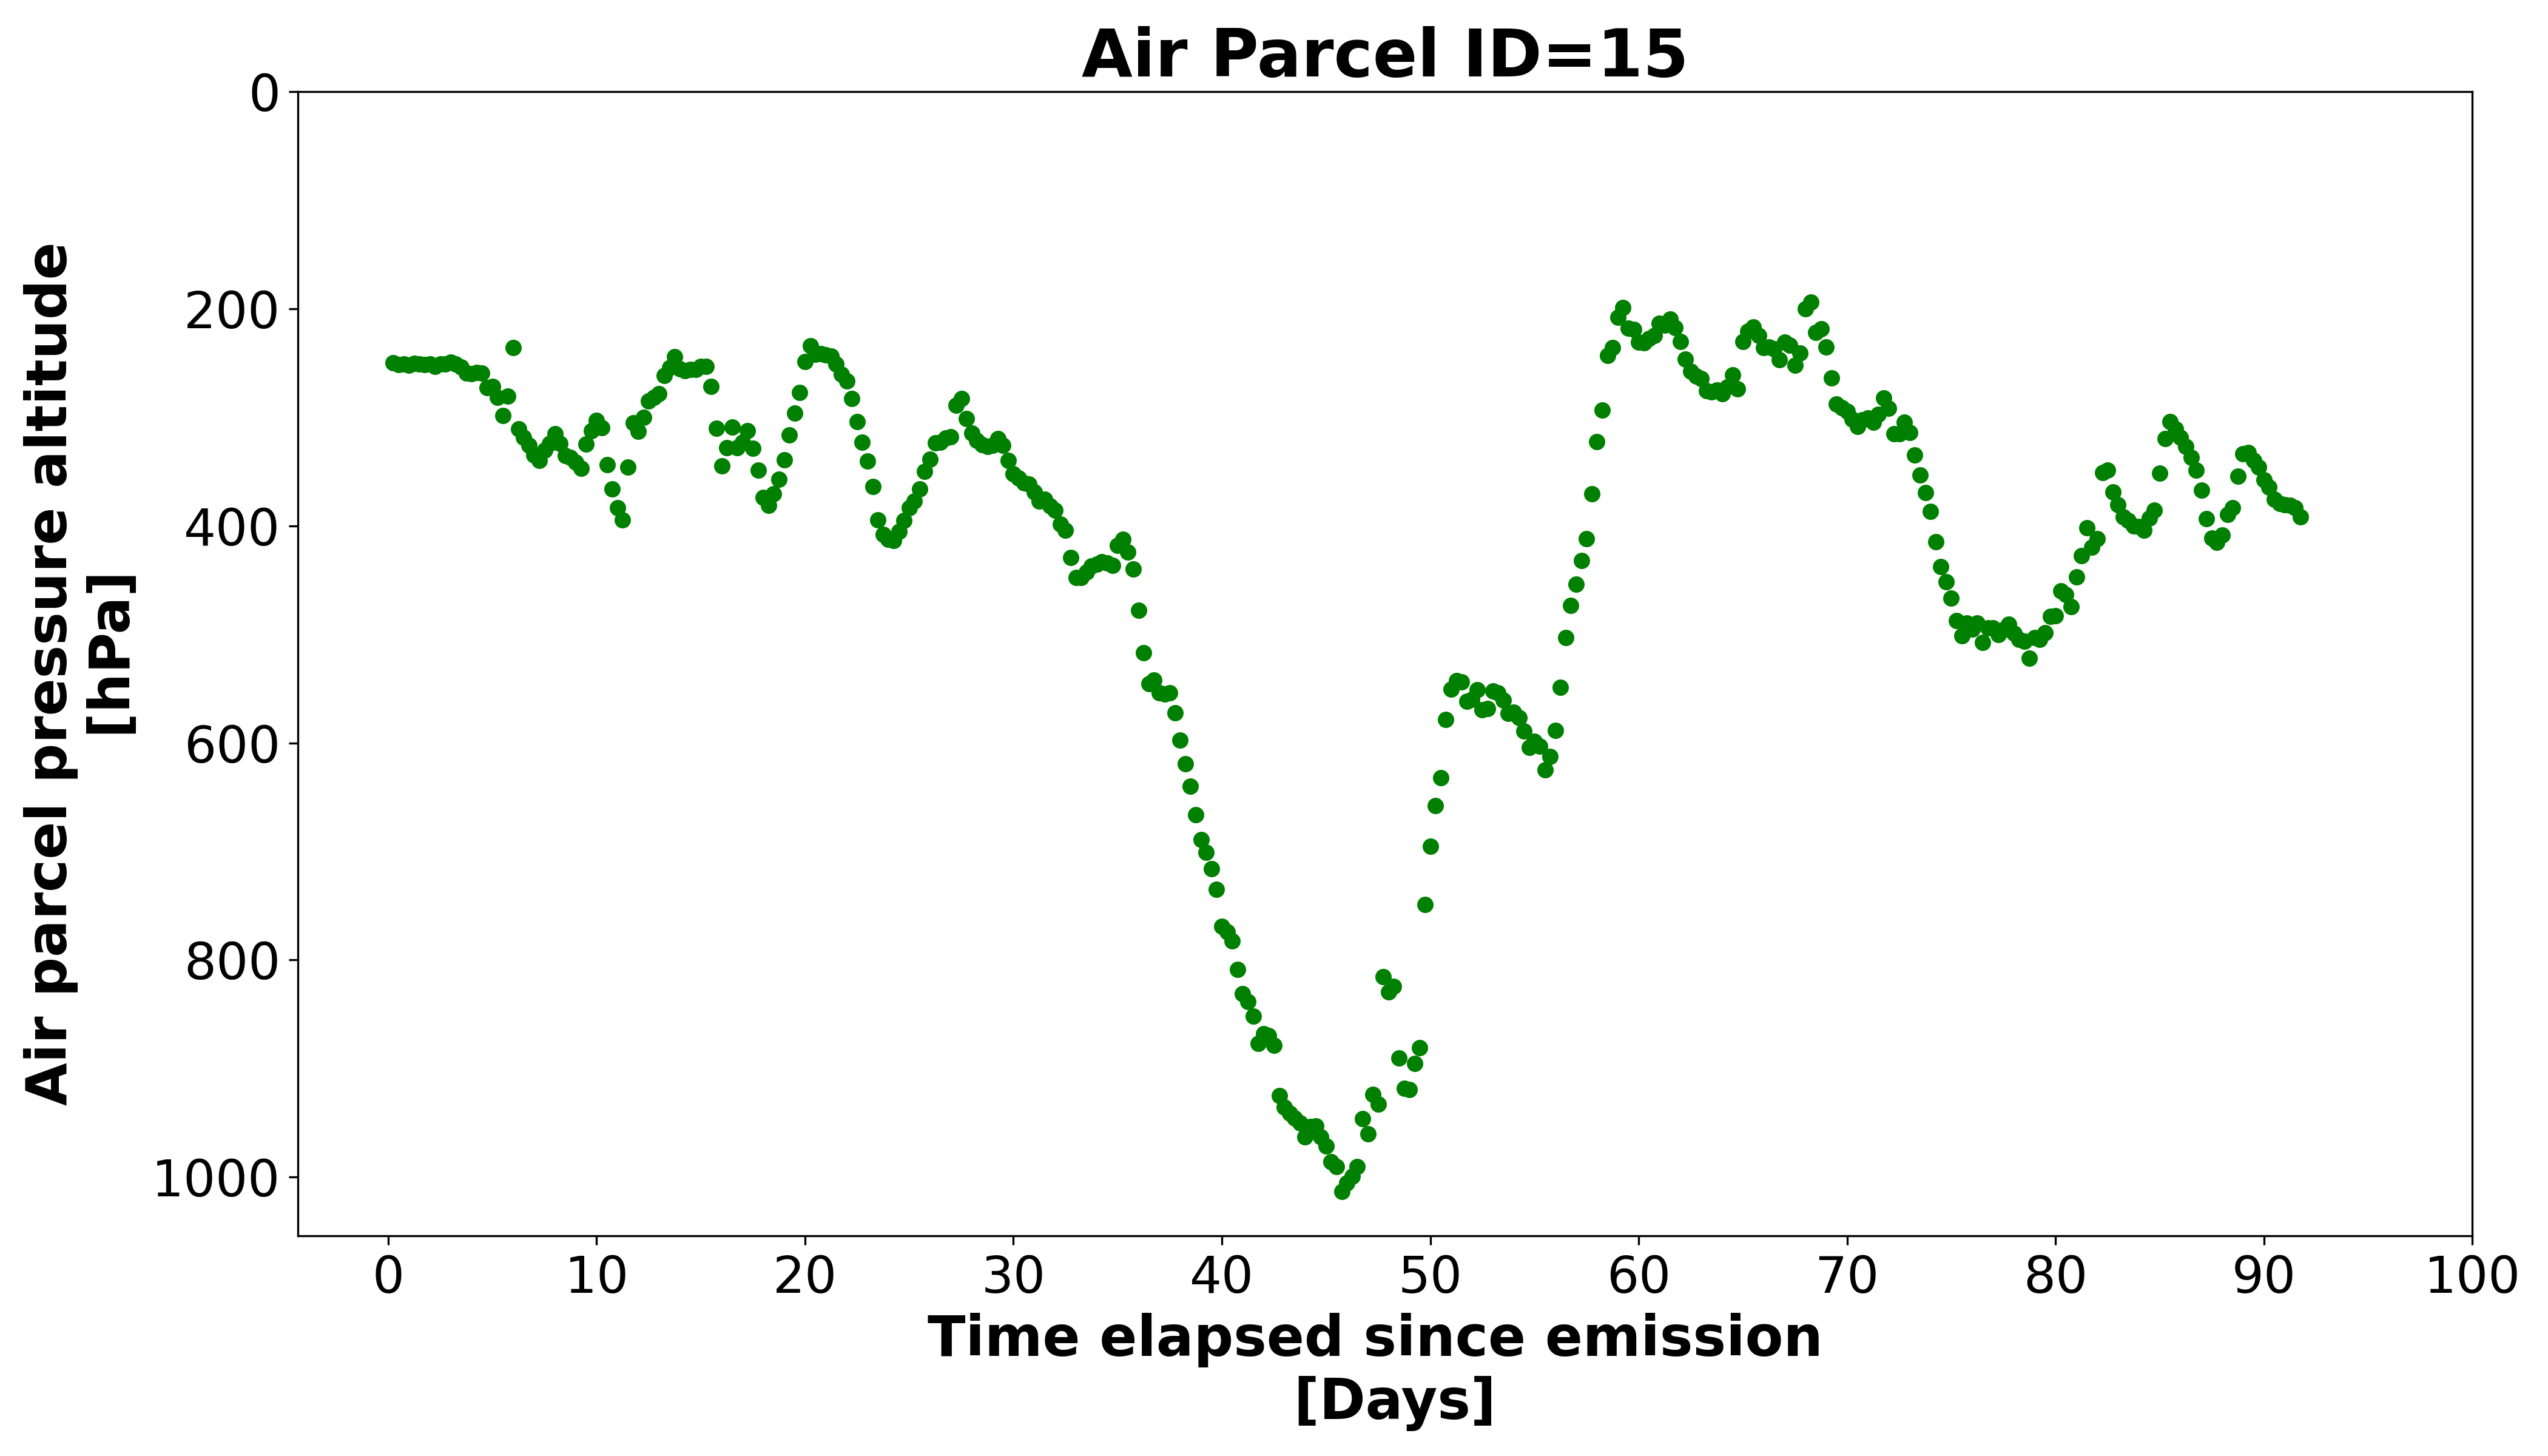 Air Parcel ID=15
Air parcel pressure altitude
[hPa]
0
200
400
600
800
1000
0 10 20 30 40 50 60 70 80 90 100
Time elapsed since emission
[Days]